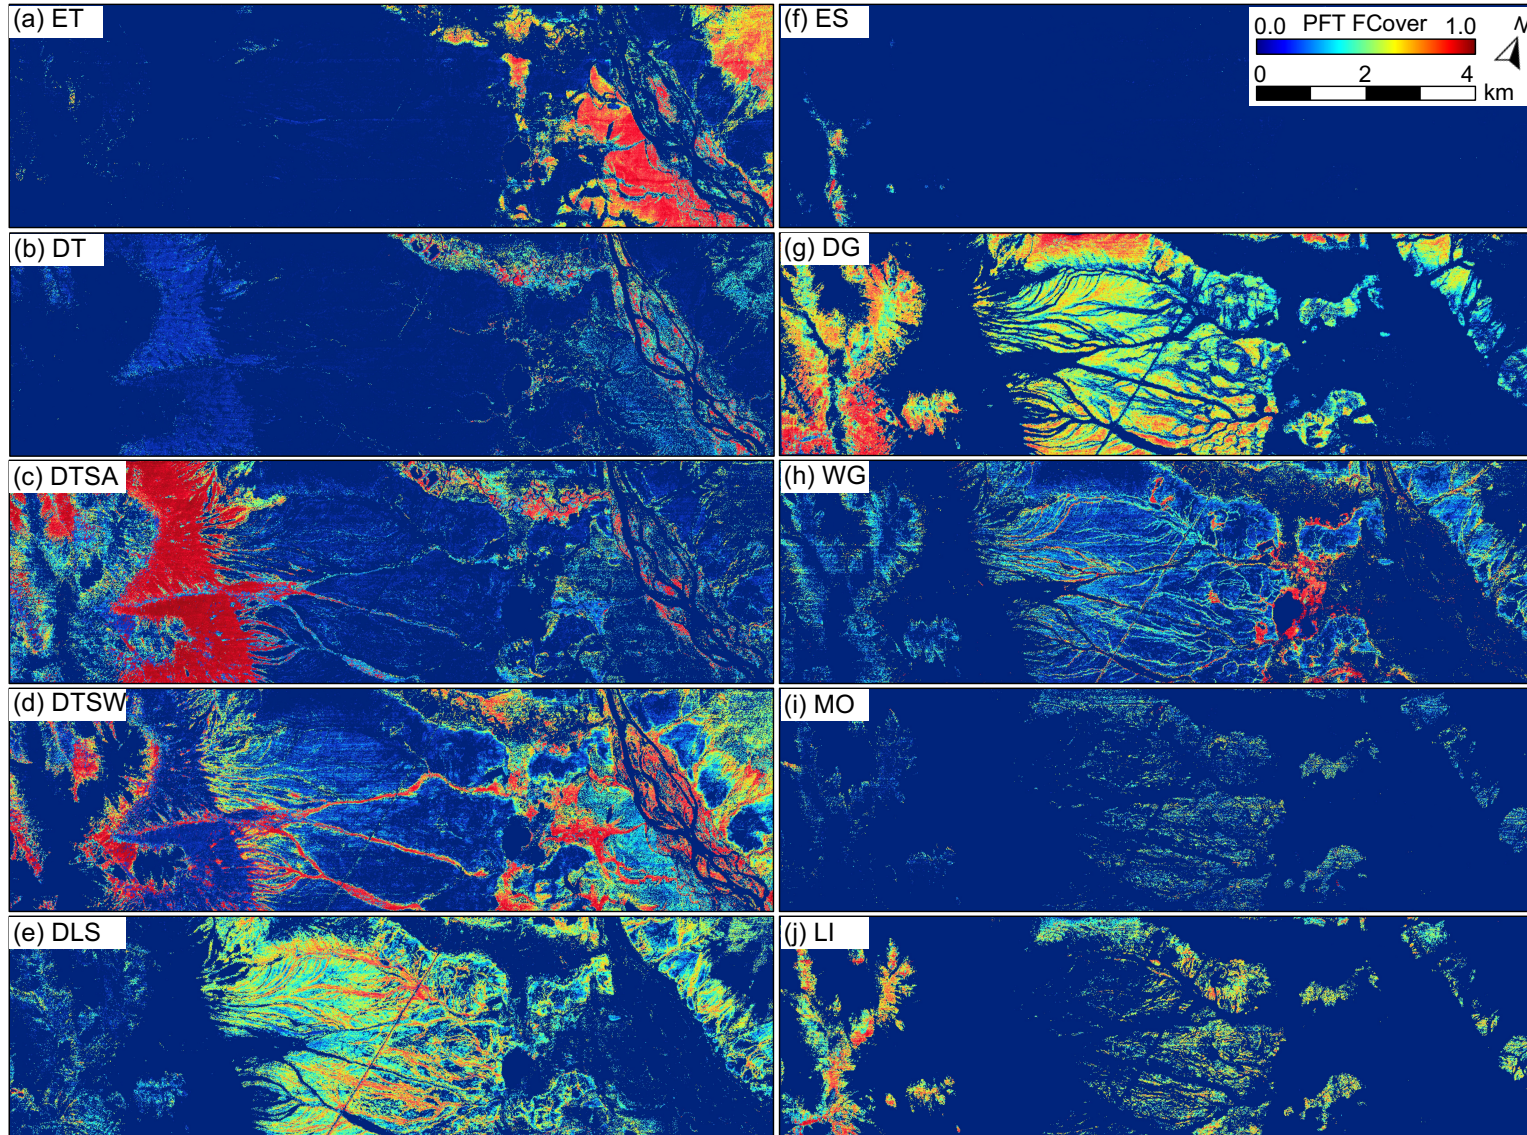 (a) ET
(b) DT
(c) DTSA
(d) DTSW
(e) DLS
(f) ES
0.0 PFT FCover 1.0
N
0 2 4
km
(g) DG
(h) WG
(i) MO
(j) LI